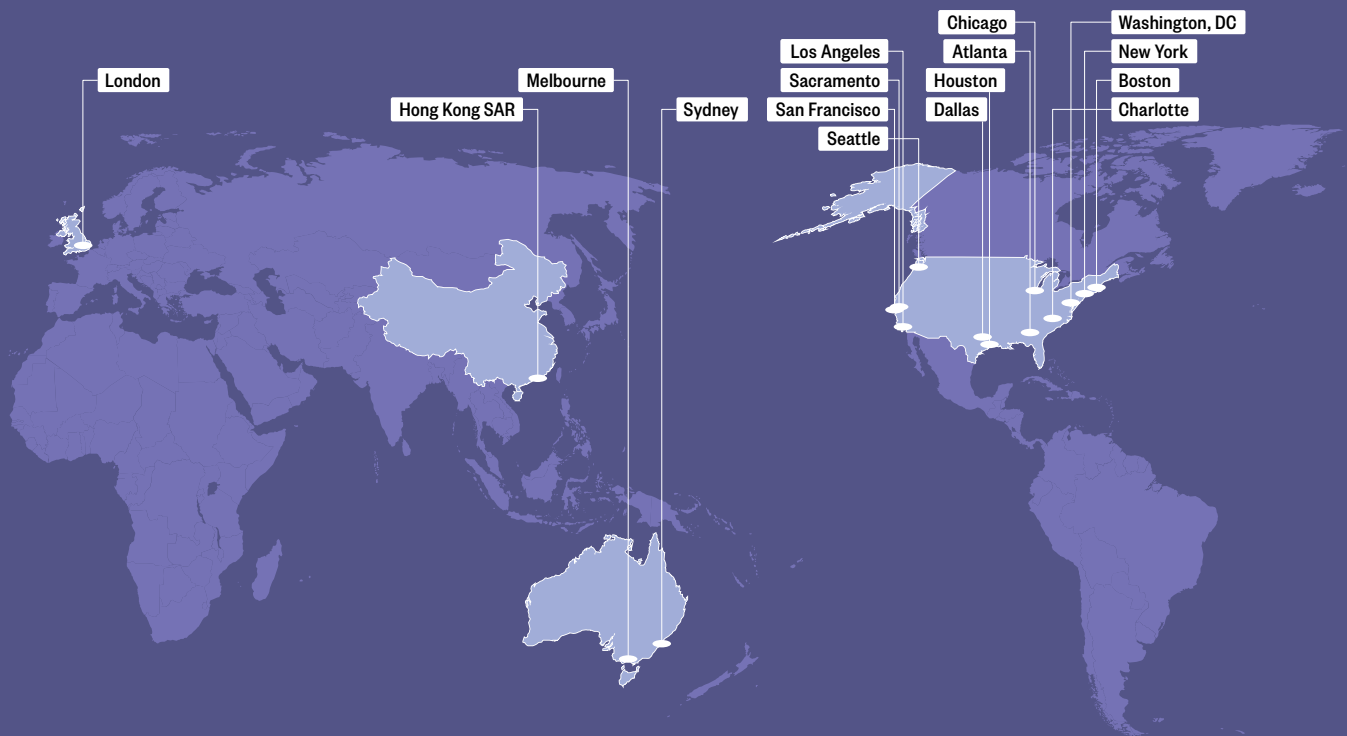 London
Melbourne
Hong Kong SAR
Sydney
Los Angeles
Sacramento
San Francisco
Seattle
Chicago
Atlanta
Houston
Dallas
Washington, DC
New York
Boston
Charlotte